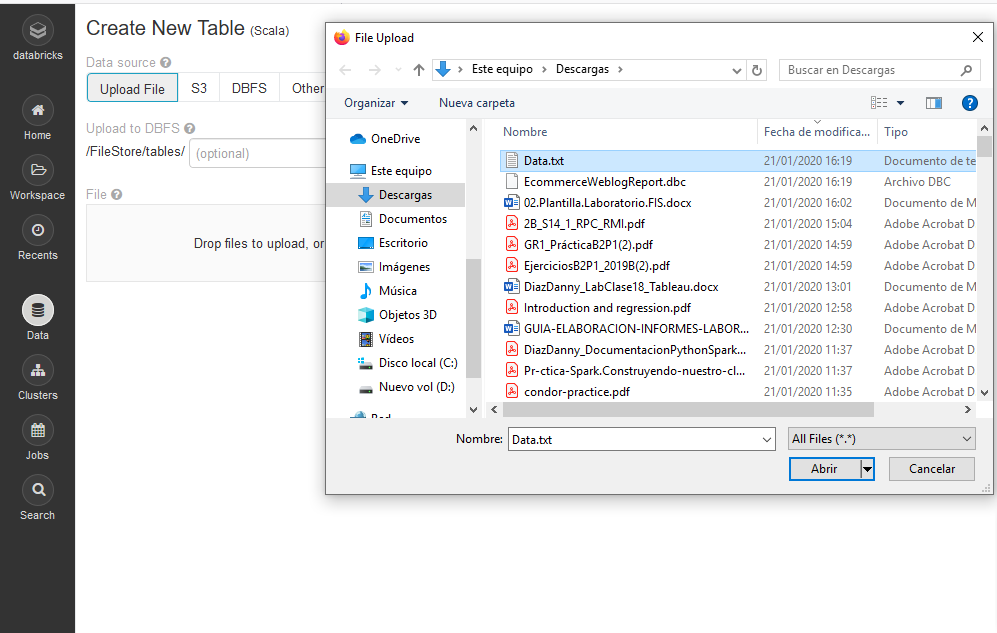 databricks
Home
Workspace
Recents
Data
Clusters
Jobs
Search
Create New Table (Scala)
Data source ?
Upload File S3 DBFS Other
Upload to DBFS ?
/FileStore/tables/ (optional)
File ?
Drop files to upload, or
File Upload
Este equipo > Descargas >
Buscar en Descargas
Organizar Nueva carpeta ?
OneDrive
Este equipo
Descargas
Documentos
Escritorio
Imágenes
Música
Objetos 3D
Vídeos
Disco local (C:)
Nuevo vol (D:)
Red
Nombre Fecha de modifica... Tipo
Data.txt 21/01/2020 16:19 Documento de te
EcommerceWeblogReport.dbc 21/01/2020 16:19 Archivo DBC
02.Plantilla.Laboratorio.FIS.docx 21/01/2020 16:02 Documento de M
2B_S14_1_RPC_RMI.pdf 21/01/2020 15:04 Adobe Acrobat D
GR1_PrácticaB2P1(2).pdf 21/01/2020 14:59 Adobe Acrobat D
EjerciciosB2P1_2019B(2).pdf 21/01/2020 14:59 Adobe Acrobat D
DiazDanny_LabClase18_Tableau.docx 21/01/2020 13:01 Documento de M
Introduction and regression.pdf 21/01/2020 12:58 Adobe Acrobat D
GUIA-ELABORACION-INFORMES-LABOR... 21/01/2020 12:30 Documento de M
DiazDanny_DocumentacionPythonSpark... 21/01/2020 11:37 Adobe Acrobat D
Pr-ctica-Spark.Construyendo-nuestro-cl... 21/01/2020 11:37 Adobe Acrobat D
condor-practice.pdf 21/01/2020 11:35 Adobe Acrobat D
Nombre: Data.txt All Files (*.*)
Abrir Cancelar